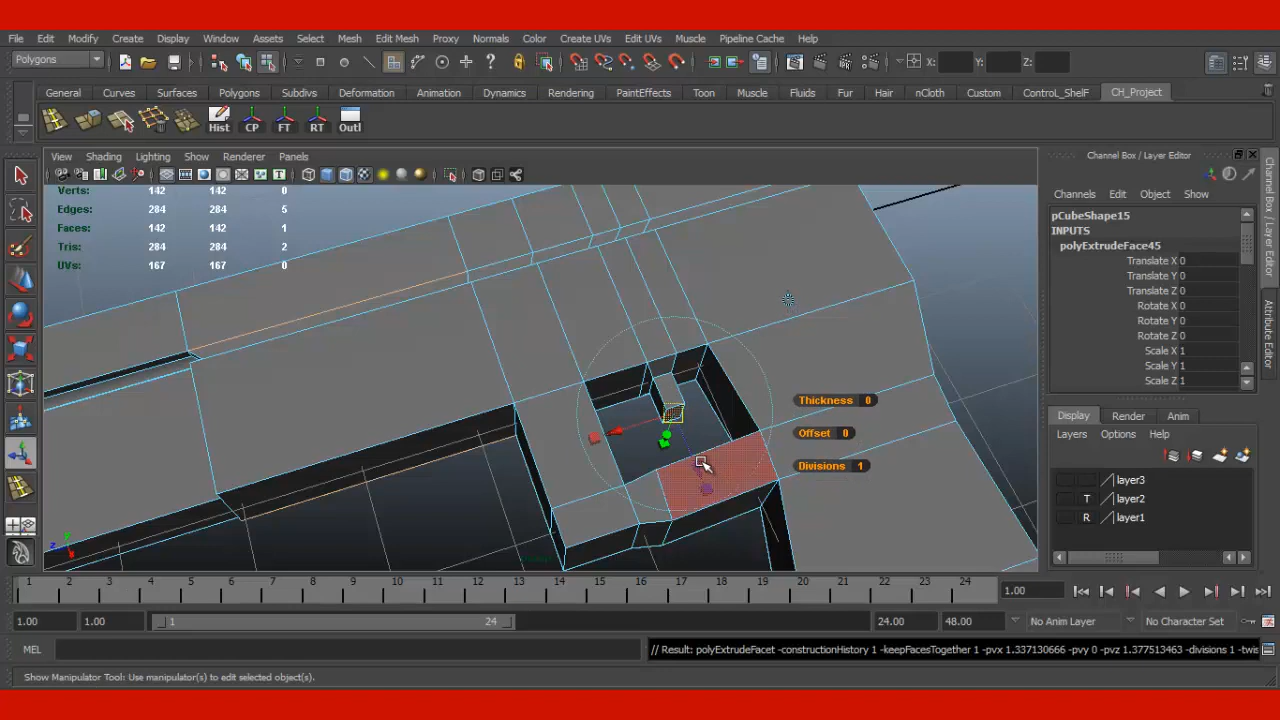 File Edit Modify Create Display Window Assets Select Mesh Edit Mesh Proxy Normals Color Create UVs Edit UVs Muscle Pipeline Cache Help
Polygons X: Y: Z:
General Curves Surfaces Polygons Subdivs Deformation Animation Dynamics Rendering PaintEffects Toon Muscle Fluids Fur Hair nCloth Custom ControL_ShelF CH_Project
Hist CP FT RT Outl
View Shading Lighting Show Renderer Panels
Channel Box / Layer Editor
Channels Edit Object Show
Verts: 142 142 0
Edges: 284 284 5
Faces: 142 142 1
Tris: 284 284 2
UVs: 167 167 0
pCubeShape15
INPUTS
polyExtrudeFace45
Translate X 0
Translate Y 0
Translate Z 0
Rotate X 0
Rotate Y 0
Rotate Z 0
Scale X 1
Scale Y 1
Scale Z 1
Channel Box / Layer Editor
Attribute Editor
Thickness 0
Offset 0
Divisions 1
Display Render Anim
Layers Options Help
layer3
T layer2
R layer1
y
z x
1 2 3 4 5 6 7 8 9 10 11 12 13 14 15 16 17 18 19 20 21 22 23 24
1.00
1.00 1.00 1 24 24.00 48.00 No Anim Layer No Character Set
MEL // Result: polyExtrudeFacet -constructionHistory 1 -keepFacesTogether 1 -pvx 1.337130666 -pvy 0 -pvz 1.377513463 -divisions 1 -twis
Show Manipulator Tool: Use manipulator(s) to edit selected object(s).